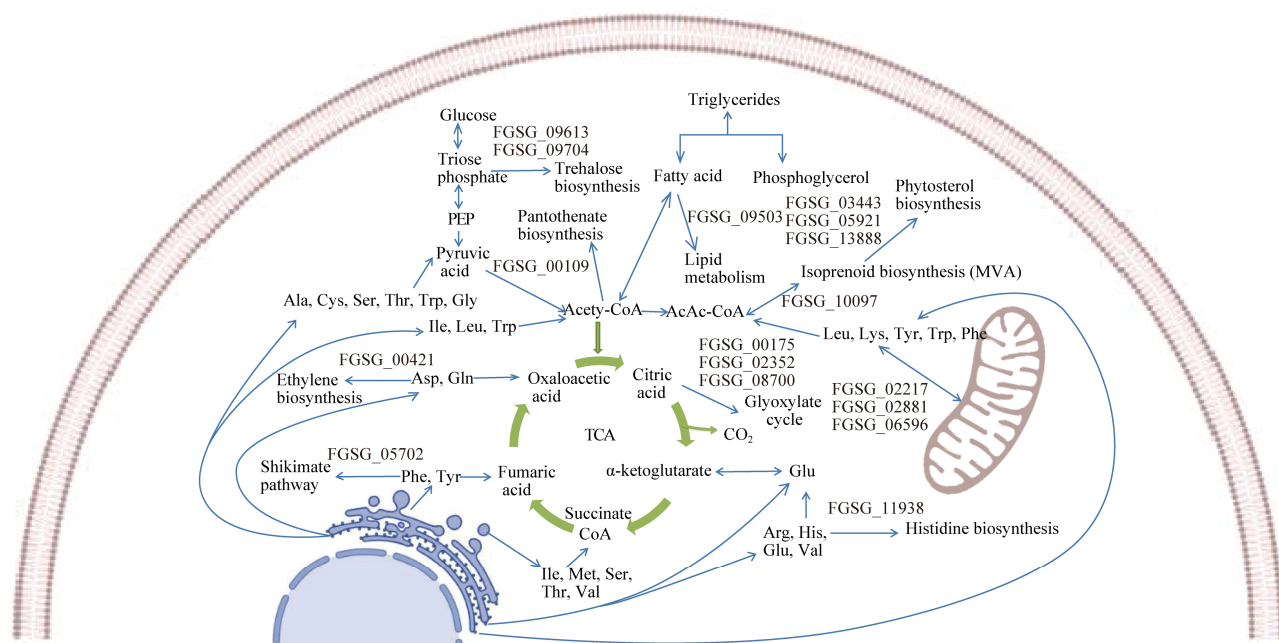 Triglycerides
Glucose
FGSG_09613
FGSG_09704
Triose
phosphate
Trehalose
biosynthesis
Fatty acid
Phosphoglycerol
Phytosterol
biosynthesis
FGSG_03443
FGSG_05921
FGSG_13888
PEP
Pantothenate
biosynthesis
FGSG_09503
Pyruvic
acid
FGSG_00109
Lipid
metabolism
Isoprenoid biosynthesis (MVA)
FGSG_10097
Ala, Cys, Ser, Thr, Trp, Gly
Acety-CoA
AcAc-CoA
Ile, Leu, Trp
Leu, Lys, Tyr, Trp, Phe
FGSG_00175
FGSG_02352
FGSG_08700
FGSG_00421
Ethylene
biosynthesis
Asp, Gln
Oxaloacetic
acid
Citric
acid
Glyoxylate
cycle
FGSG_02217
FGSG_02881
FGSG_06596
TCA
CO₂
FGSG_05702
Shikimate
pathway
Phe, Tyr
Fumaric
acid
α-ketoglutarate
Glu
Succinate
CoA
FGSG_11938
Arg, His,
Glu, Val
Histidine biosynthesis
Ile, Met, Ser,
Thr, Val